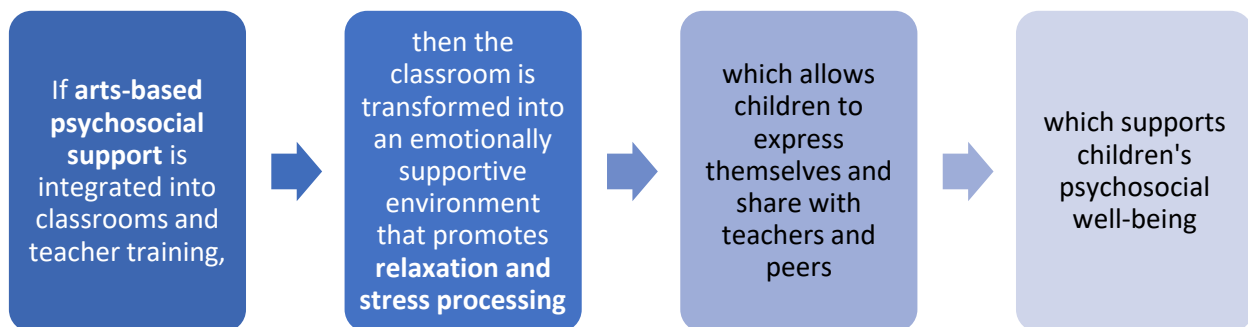 If arts-based
psychosocial
support is
integrated into
classrooms and
teacher training,
then the
classroom is
transformed into
an emotionally
supportive
environment
that promotes
relaxation and
stress processing
which allows
children to
express
themselves and
share with
teachers and
peers
which supports
children's
psychosocial
well-being